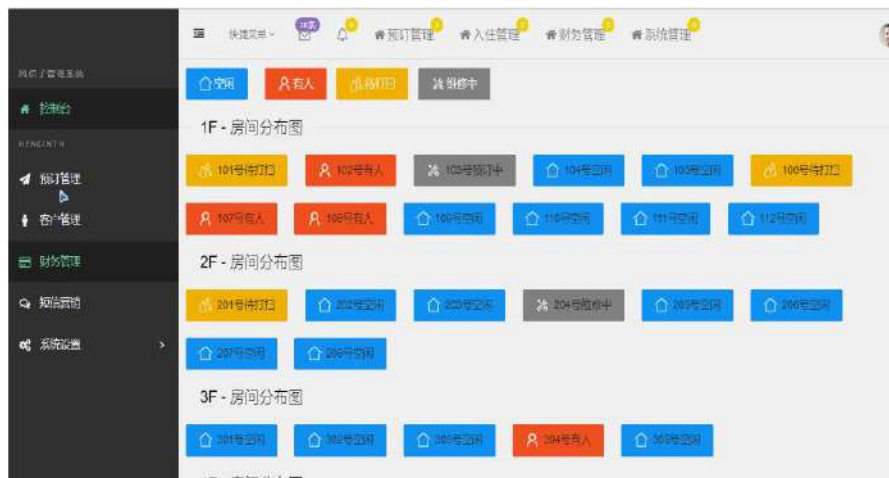 快捷菜单
预订管理
入住管理
财务管理
系统管理
控制台
预订管理
客户管理
财务管理
短信营销
系统设置
空闲
有人
待打扫
维修中
1F - 房间分布图
101号待打扫
102号有人
103号预订中
104号空闲
105号空闲
106号待打扫
107号有人
108号有人
109号空闲
110号空闲
111号空闲
112号空闲
2F - 房间分布图
201号待打扫
202号空闲
203号空闲
204号维修中
205号空闲
206号空闲
207号空闲
208号空闲
3F - 房间分布图
301号空闲
302号空闲
303号空闲
304号有人
305号空闲